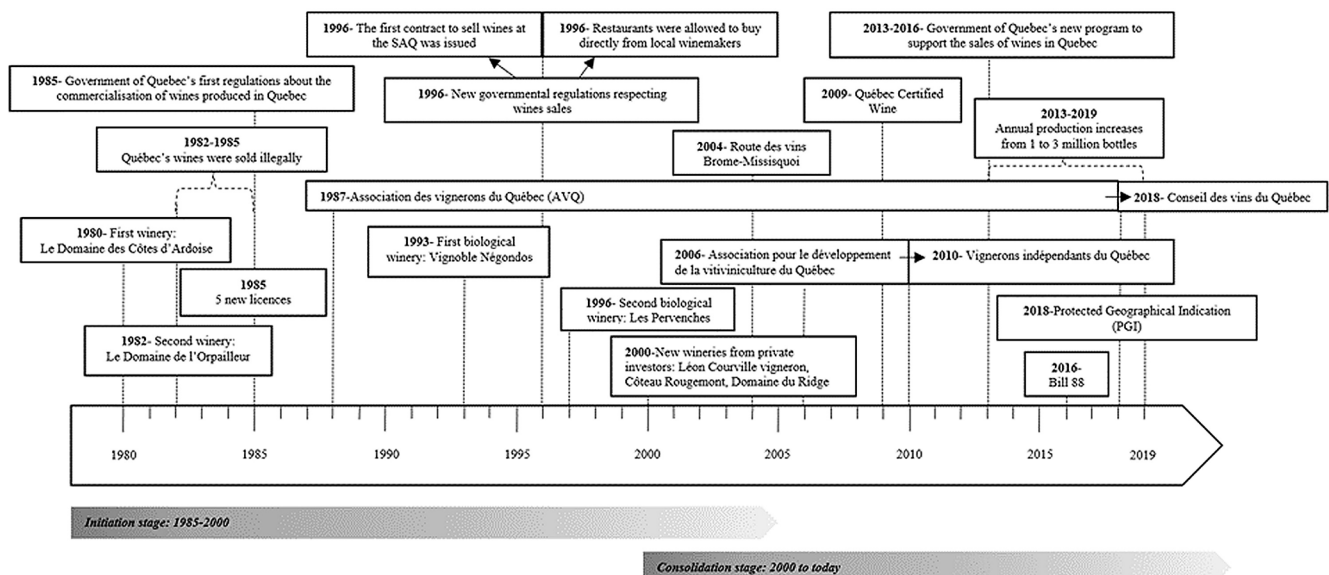 1996- The first contract to sell wines at
the SAQ was issued
1996- Restaurants were allowed to buy
directly from local winemakers
2013-2016- Government of Quebec's new program to
support the sales of wines in Quebec
1985- Government of Quebec's first regulations about the
commercialisation of wines produced in Quebec
1996- New governmental regulations respecting
wines sales
2009- Québec Certified
Wine
2013-2019
Annual production increases
from 1 to 3 million bottles
1982-1985
Québec's wines were sold illegally
2004- Route des vins
Brome-Missisquoi
1987-Association des vignerons du Québec (AVQ)
2018- Conseil des vins du Québec
1980- First winery:
Le Domaine des Côtes d'Ardoise
1993- First biological
winery: Vignoble Négondos
2006- Association pour le développement
de la vitiviniculture du Québec
2010- Vignerons indépendants du Québec
1985
5 new licences
1996- Second biological
winery: Les Pervenches
2018-Protected Geographical Indication
(PGI)
1982- Second winery:
Le Domaine de l'Orpailleur
2000-New wineries from private
investors: Léon Courville vigneron,
Côteau Rougemont, Domaine du Ridge
2016-
Bill 88
1980 1985 1990 1995 2000 2005 2010 2015 2019
Initiation stage: 1985-2000
Consolidation stage: 2000 to today